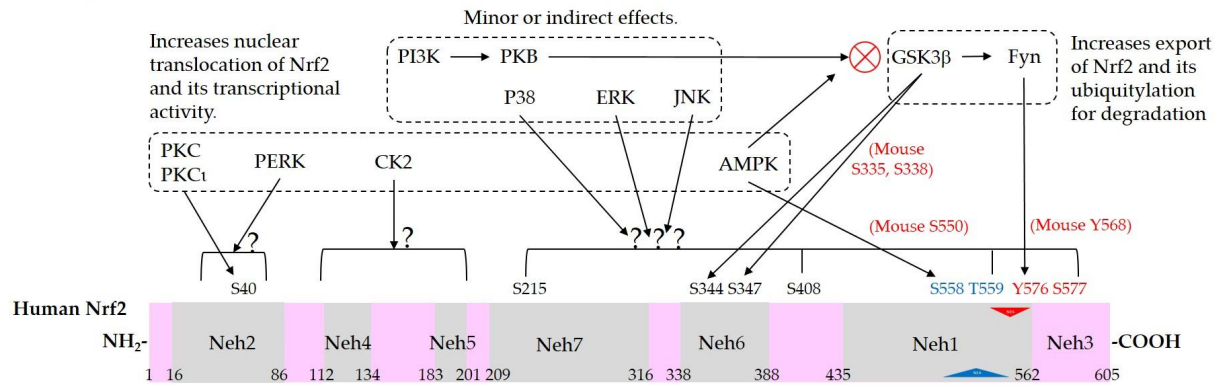 Minor or indirect effects.
Increases nuclear
translocation of Nrf2
and its transcriptional
activity.
PI3K
PKB
GSK3β
Fyn
Increases export
of Nrf2 and its
ubiquitylation
for degradation
P38
ERK
JNK
PKC
PKCι
PERK
CK2
AMPK
(Mouse
S335, S338)
(Mouse S550)
(Mouse Y568)
?
?
? ? ?
S40
S215
S344 S347
S408
S558 T559
Y576 S577
Human Nrf2
NH2-
Neh2
Neh4
Neh5
Neh7
Neh6
Neh1
Neh3
-COOH
1 16 86 112 134 183 201 209 316 338 388 435 562 605